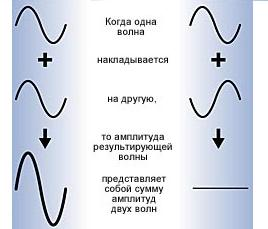 Когда одна
волна
накладывается
на другую,
то амплитуда
результирующей
волны
представляет
собой сумму
амплитуд
двух волн